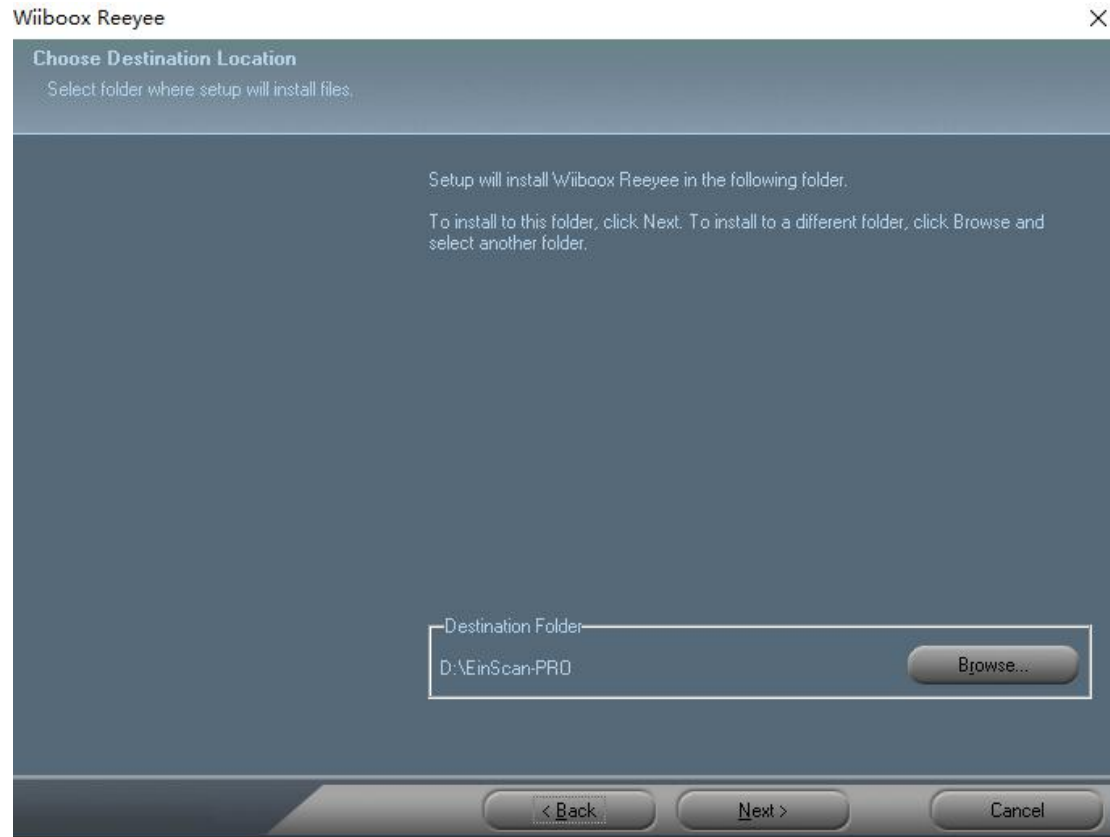 Wiiboox Reeyee
Choose Destination Location
Select folder where setup will install files.
Setup will install Wiiboox Reeyee in the following folder.
To install to this folder, click Next. To install to a different folder, click Browse and
select another folder.
Destination Folder
D:\EinScan-PRO
Browse...
< Back
Next >
Cancel